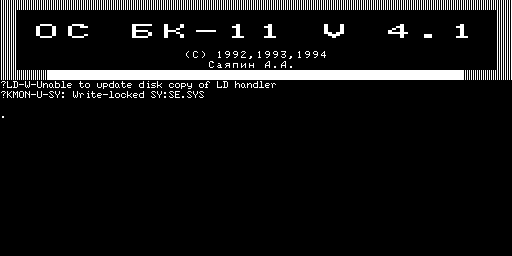 ОС БК-11 V 4.1
(C) 1992,1993,1994
Саяпин А.А.
?LD-W-Unable to update disk copy of LD handler
?KMON-U-SY: Write-locked SY:SE.SYS
.